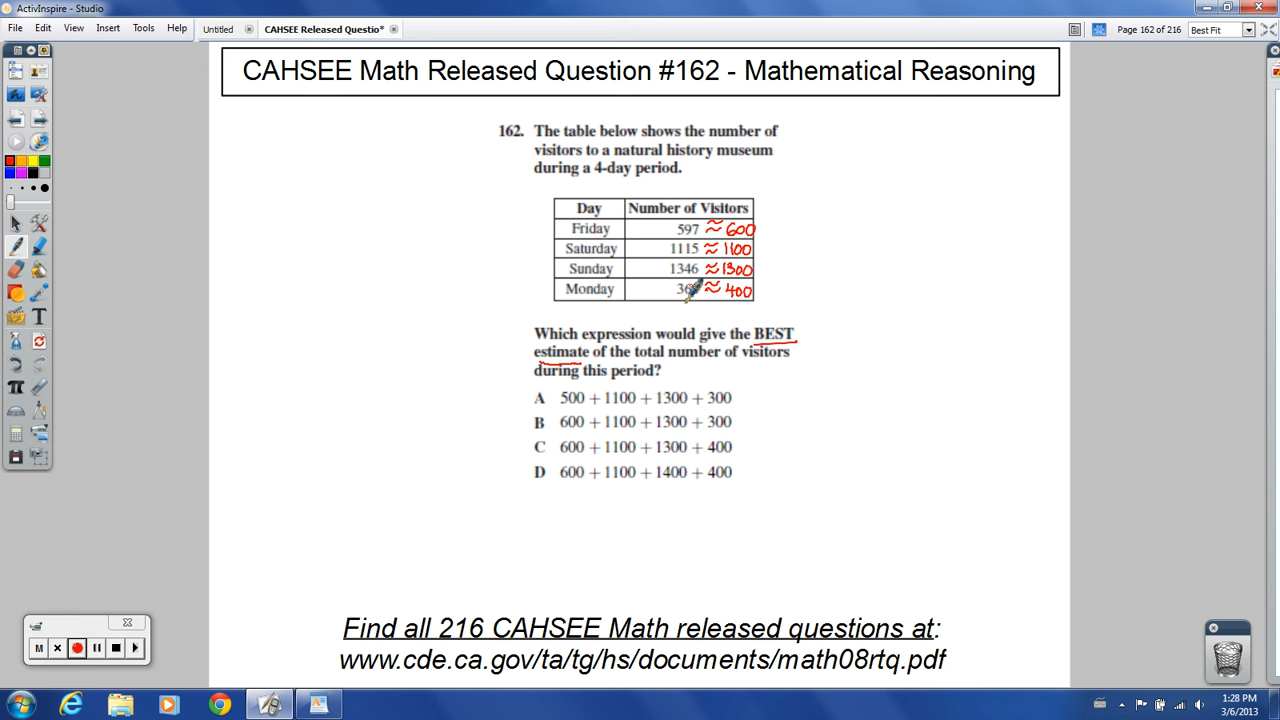 ActivInspire - Studio
File Edit View Insert Tools Help
Untitled CAHSEE Released Questio* Page 162 of 216 Best Fit
CAHSEE Math Released Question #162 - Mathematical Reasoning
162. The table below shows the number of
visitors to a natural history museum
during a 4-day period.
Day Number of Visitors
Friday 597 ≈ 600
Saturday 1115 ≈ 1100
Sunday 1346 ≈ 1300
Monday ≈ 400
Which expression would give the BEST
estimate of the total number of visitors
during this period?
A 500 + 1100 + 1300 + 300
B 600 + 1100 + 1300 + 300
C 600 + 1100 + 1300 + 400
D 600 + 1100 + 1400 + 400
Find all 216 CAHSEE Math released questions at:
www.cde.ca.gov/ta/tg/hs/documents/math08rtq.pdf
M
1:28 PM
3/6/2013